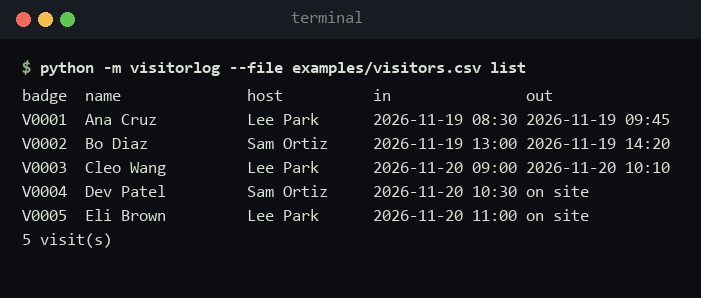 terminal
$ python -m visitorlog --file examples/visitors.csv list
badge  name            host          in               out
V0001  Ana Cruz          Lee Park      2026-11-19 08:30 2026-11-19 09:45
V0002  Bo Diaz           Sam Ortiz     2026-11-19 13:00 2026-11-19 14:20
V0003  Cleo Wang         Lee Park      2026-11-20 09:00 2026-11-20 10:10
V0004  Dev Patel         Sam Ortiz     2026-11-20 10:30 on site
V0005  Eli Brown         Lee Park      2026-11-20 11:00 on site
5 visit(s)